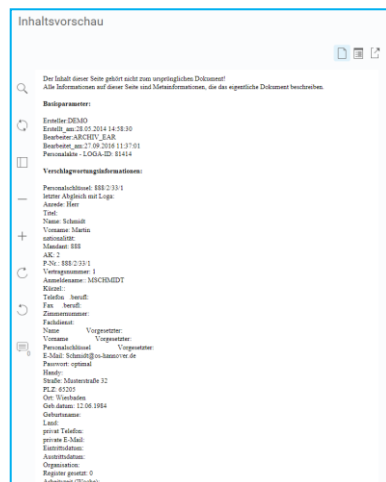 Inhaltsvorschau
Der Inhalt dieser Seite gehört nicht zum ursprünglichen Dokument!
Alle Informationen auf dieser Seite sind Metainformationen, die das eigentliche Dokument beschreiben.
Basisparameter:
Ersteller:DEMO
Erstellt_am:28.05.2014 14:58:30
Bearbeiter:ARCHIV_EAR
Bearbeitet_am:27.09.2016 11:37:01
Personalakte - LOGA-ID: 81414
Verschlagwortungsinformationen:
Personalschlüssel: 888/2/33/1
letzter Abgleich mit Loga:
Anrede: Herr
Titel:
Name: Schmidt
Vorname: Martin
nationalität:
Mandant: 888
AK: 2
P-Nr.: 888/2/33/1
Vertragsnummer: 1
Anmeldename:: MSCHMIDT
Kürzel::
Telefon .berufl:
Fax .berufl:
Zimmernummer:
Fachdienst:
Name Vorgesetzter:
Vorname Vorgesetzter:
Personalschlüssel Vorgesetzter:
E-Mail: Schmidt@os-hannover.de
Passwort: optimal
Handy:
Straße: Musterstraße 32
PLZ: 65205
Ort: Wiesbaden
Geb.datum: 12.06.1984
Geburtsname:
Land:
privat Telefon:
private E-Mail:
Eintrittsdatum:
Austrittsdatum:
Organisation:
Register gesetzt: 0
Arbeitszeit (Woche):